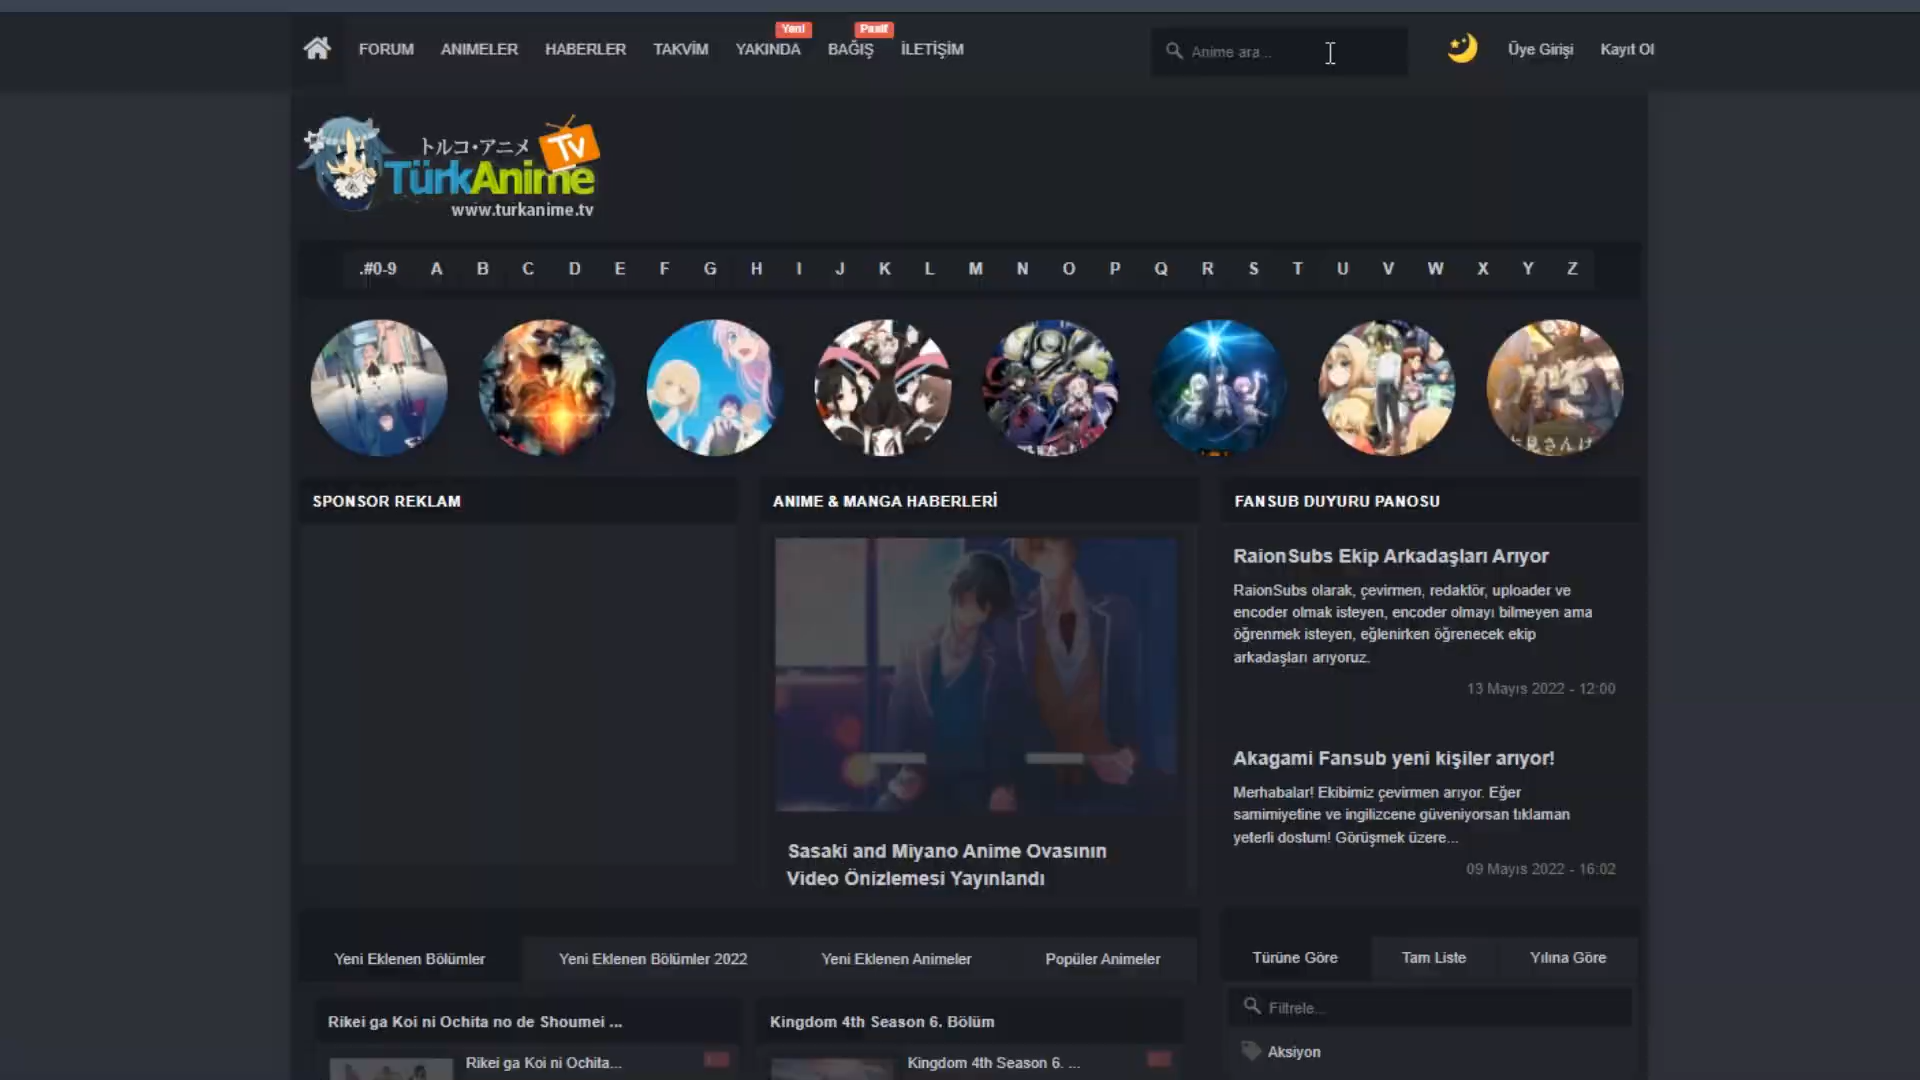 FORUM ANIMELER HABERLER TAKVİM YAKINDA Yeni BAĞIŞ Pasif İLETİŞİM Anime ara... Üye Girişi Kayıt Ol
トルコ・アニメ Tv
TürkAnime
www.turkanime.tv
.#0-9 A B C D E F G H I J K L M N O P Q R S T U V W X Y Z
SPONSOR REKLAM
ANIME & MANGA HABERLERİ
Sasaki and Miyano Anime Ovasının
Video Önizlemesi Yayınlandı
FANSUB DUYURU PANOSU
RaionSubs Ekip Arkadaşları Arıyor
RaionSubs olarak, çevirmen, redaktör, uploader ve
encoder olmak isteyen, encoder olmayı bilmeyen ama
öğrenmek isteyen, eğlenirken öğrenecek ekip
arkadaşları arıyoruz.
13 Mayıs 2022 - 12:00
Akagami Fansub yeni kişiler arıyor!
Merhabalar! Ekibimiz çevirmen arıyor. Eğer
samimiyetine ve ingilizcene güveniyorsan tıklaman
yeterli dostum! Görüşmek üzere...
09 Mayıs 2022 - 16:02
Yeni Eklenen Bölümler Yeni Eklenen Bölümler 2022 Yeni Eklenen Animeler Popüler Animeler
Rikei ga Koi ni Ochita no de Shoumei ...
Rikei ga Koi ni Ochita...
Kingdom 4th Season 6. Bölüm
Kingdom 4th Season 6. ...
Türüne Göre Tam Liste Yılına Göre
Filtrele...
Aksiyon